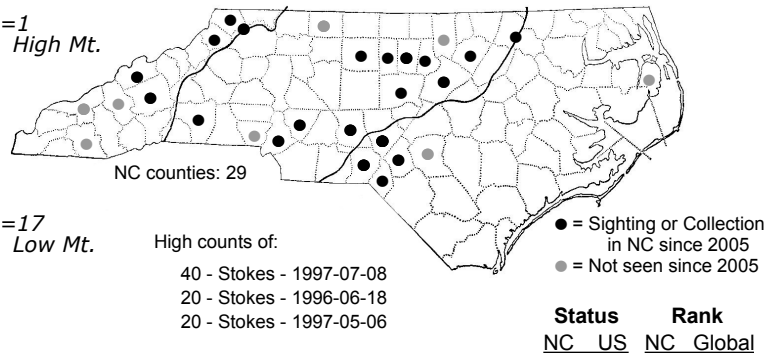 =1
High Mt.
NC counties: 29
=17
Low Mt.
High counts of:
40 - Stokes - 1997-07-08
20 - Stokes - 1996-06-18
20 - Stokes - 1997-05-06
= Sighting or Collection
in NC since 2005
= Not seen since 2005
Status Rank
NC US NC Global